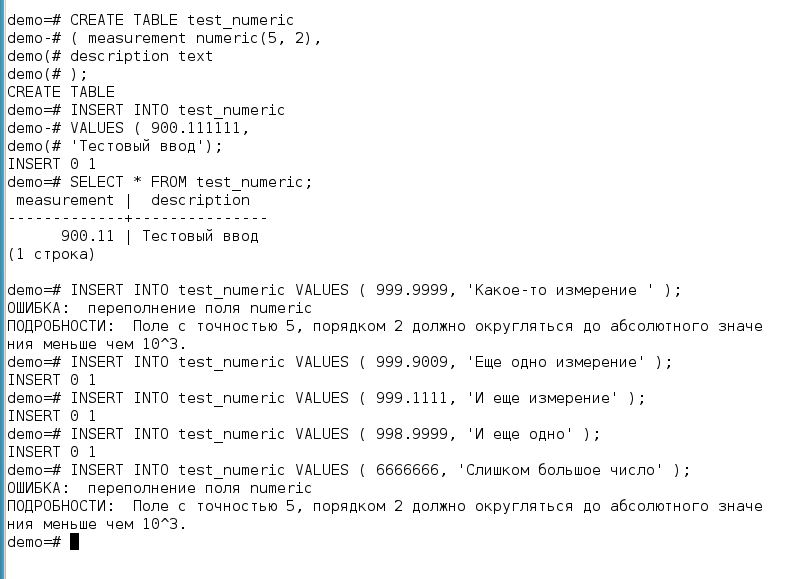 demo=# CREATE TABLE test_numeric
demo-# ( measurement numeric(5, 2),
demo(# description text
demo(# );
CREATE TABLE
demo=# INSERT INTO test_numeric
demo-# VALUES ( 900.111111,
demo(# 'Тестовый ввод');
INSERT 0 1
demo=# SELECT * FROM test_numeric;
 measurement |  description
-------------+---------------
      900.11 | Тестовый ввод
(1 строка)

demo=# INSERT INTO test_numeric VALUES ( 999.9999, 'Какое-то измерение ' );
ОШИБКА:  переполнение поля numeric
ПОДРОБНОСТИ:  Поле с точностью 5, порядком 2 должно округляться до абсолютного значе
ния меньше чем 10^3.
demo=# INSERT INTO test_numeric VALUES ( 999.9009, 'Еще одно измерение' );
INSERT 0 1
demo=# INSERT INTO test_numeric VALUES ( 999.1111, 'И еще измерение' );
INSERT 0 1
demo=# INSERT INTO test_numeric VALUES ( 998.9999, 'И еще одно' );
INSERT 0 1
demo=# INSERT INTO test_numeric VALUES ( 6666666, 'Слишком большое число' );
ОШИБКА:  переполнение поля numeric
ПОДРОБНОСТИ:  Поле с точностью 5, порядком 2 должно округляться до абсолютного значе
ния меньше чем 10^3.
demo=#